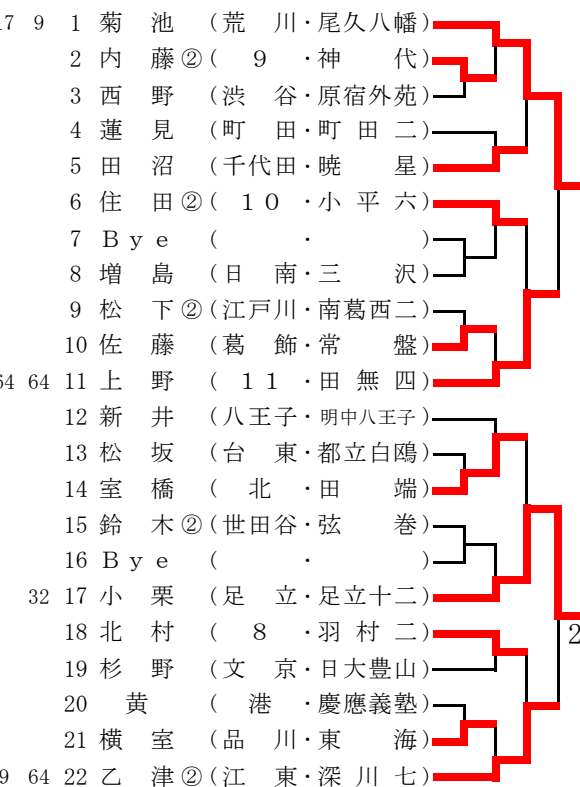 17 9 1 菊 池 (荒 川・尾久八幡)
2 内 藤②( 9 ・神 代)
3 西 野 (渋 谷・原宿外苑)
4 蓮 見 (町 田・町 田 二)
5 田 沼 (千代田・暁 星)
6 住 田②( 10 ・小 平 六)
7 Bye ( ・ )
8 増 島 (日 南・三 沢)
9 松 下②(江戸川・南葛西二)
10 佐 藤 (葛 飾・常 盤)
64 64 11 上 野 ( 11 ・田 無 四)
12 新 井 (八王子・明中八王子)
13 松 坂 (台 東・都立白鴎)
14 室 橋 ( 北 ・田 端)
15 鈴 木②(世田谷・弦 巻)
16 Bye ( ・ )
32 17 小 栗 (足 立・足立十二)
18 北 村 ( 8 ・羽 村 二) 2
19 杉 野 (文 京・日大豊山)
20 黄 ( 港 ・慶應義塾)
21 横 室 (品 川・東 海)
9 64 22 乙 津②(江 東・深 川 七)